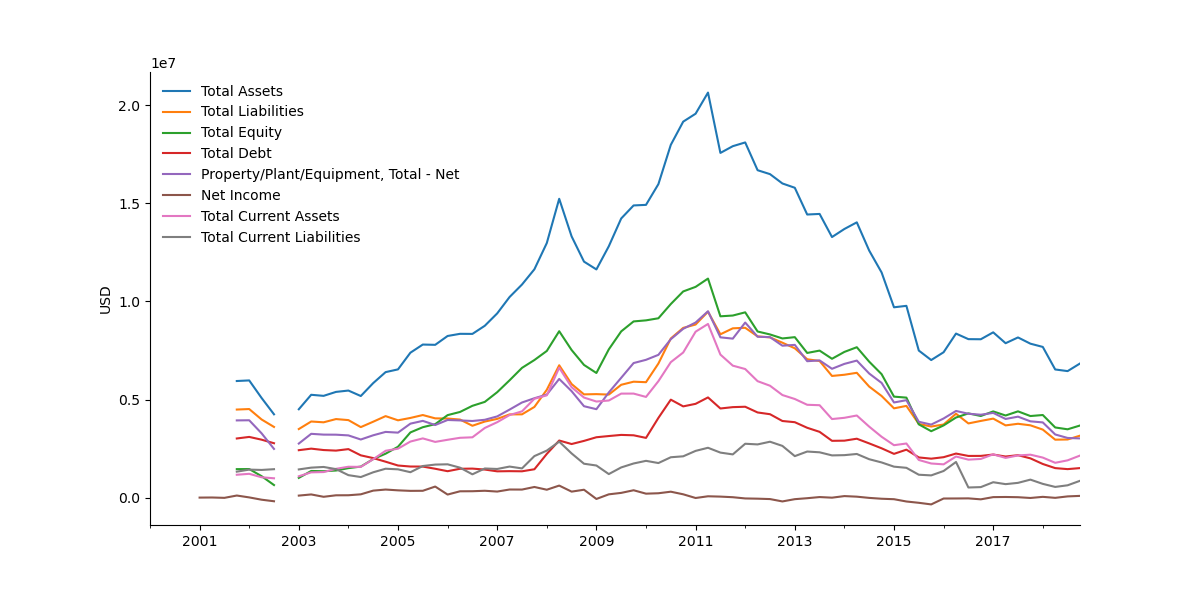 1e7
2.0
1.5
1.0
0.5
0.0
USD
Total Assets
Total Liabilities
Total Equity
Total Debt
Property/Plant/Equipment, Total - Net
Net Income
Total Current Assets
Total Current Liabilities
2001 2003 2005 2007 2009 2011 2013 2015 2017